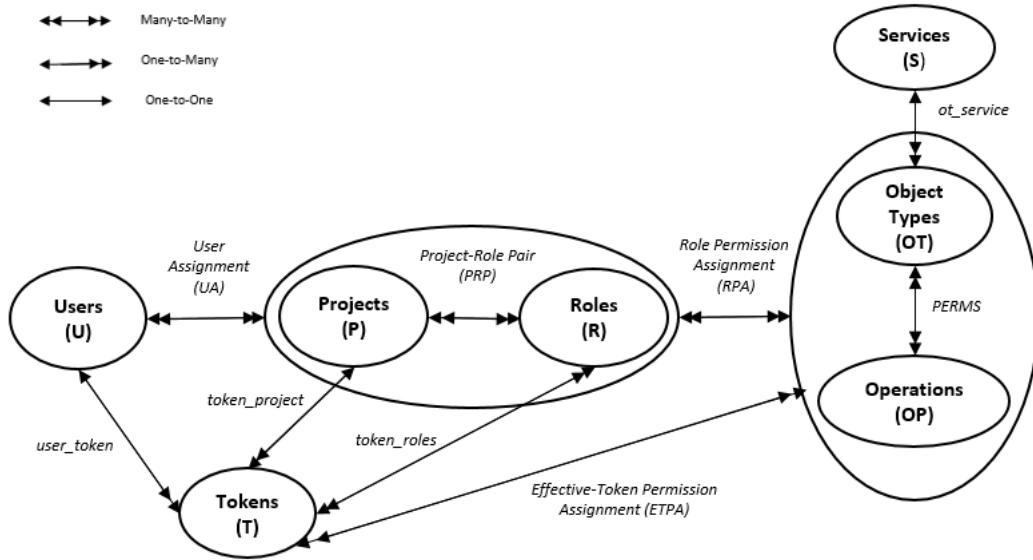 Many-to-Many
One-to-Many
One-to-One
Services
(S)
ot_service
Object
Types
(OT)
PERMS
Operations
(OP)
User
Assignment
(UA)
Project-Role Pair
(PRP)
Role Permission
Assignment
(RPA)
Users
(U)
Projects
(P)
Roles
(R)
token_project
user_token
token_roles
Tokens
(T)
Effective-Token Permission
Assignment (ETPA)